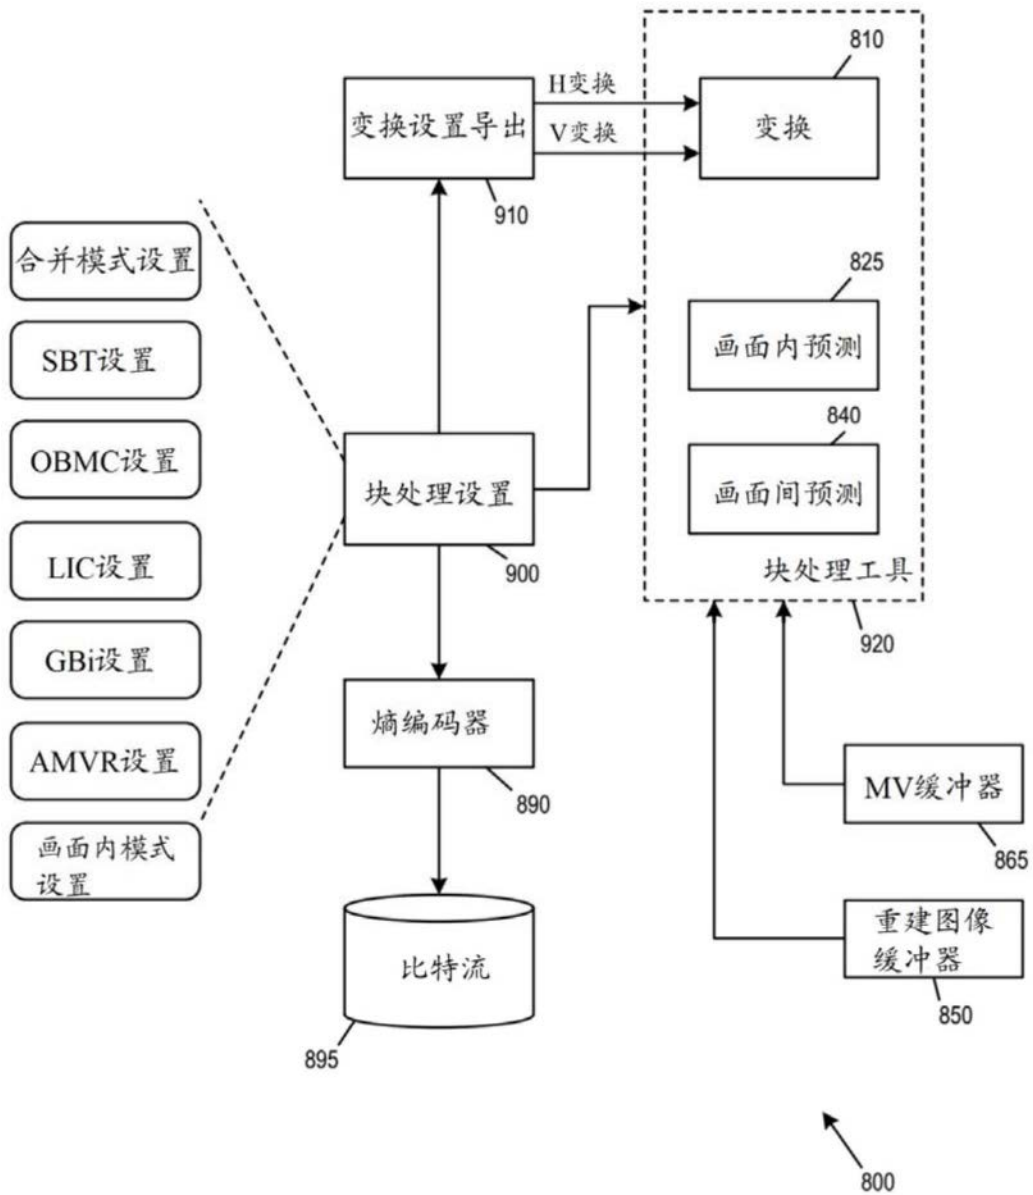 810
H变换
变换设置导出
变换
V变换
910
合并模式设置
825
SBT设置
画面内预测
840
OBMC设置
块处理设置
画面间预测
LIC设置
900
块处理工具
920
GBi设置
熵编码器
AMVR设置
890
MV缓冲器
865
画面内模式
设置
重建图像
缓冲器
比特流
850
895
800